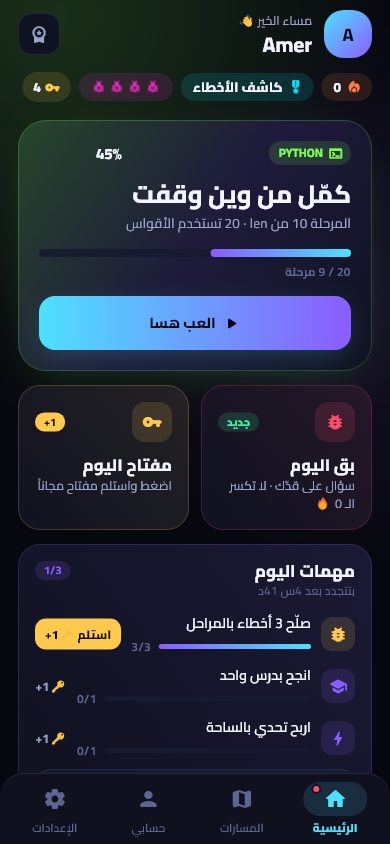 مساء الخير 👋
Amer
A
0
كاشف الأخطاء
4
PYTHON
45%
كمّل من وين وقفت
المرحلة 10 من len · 20 تستخدم الأقواس
20 / 9 مرحلة
العب هسا
بق اليوم
جديد
سؤال على قدّك · لا تكسر
الـ 0 🔥
مفتاح اليوم
+1
اضغط واستلم مفتاح مجاناً
مهمات اليوم
1/3
بتتجدد بعد 4س 41د
صلّح 3 أخطاء بالمراحل
3/3
استلم 🔑 +1
انجح بدرس واحد
0/1
+1🔑
اربح تحدي بالساحة
0/1
+1🔑
الرئيسية
المسارات
حسابي
الإعدادات